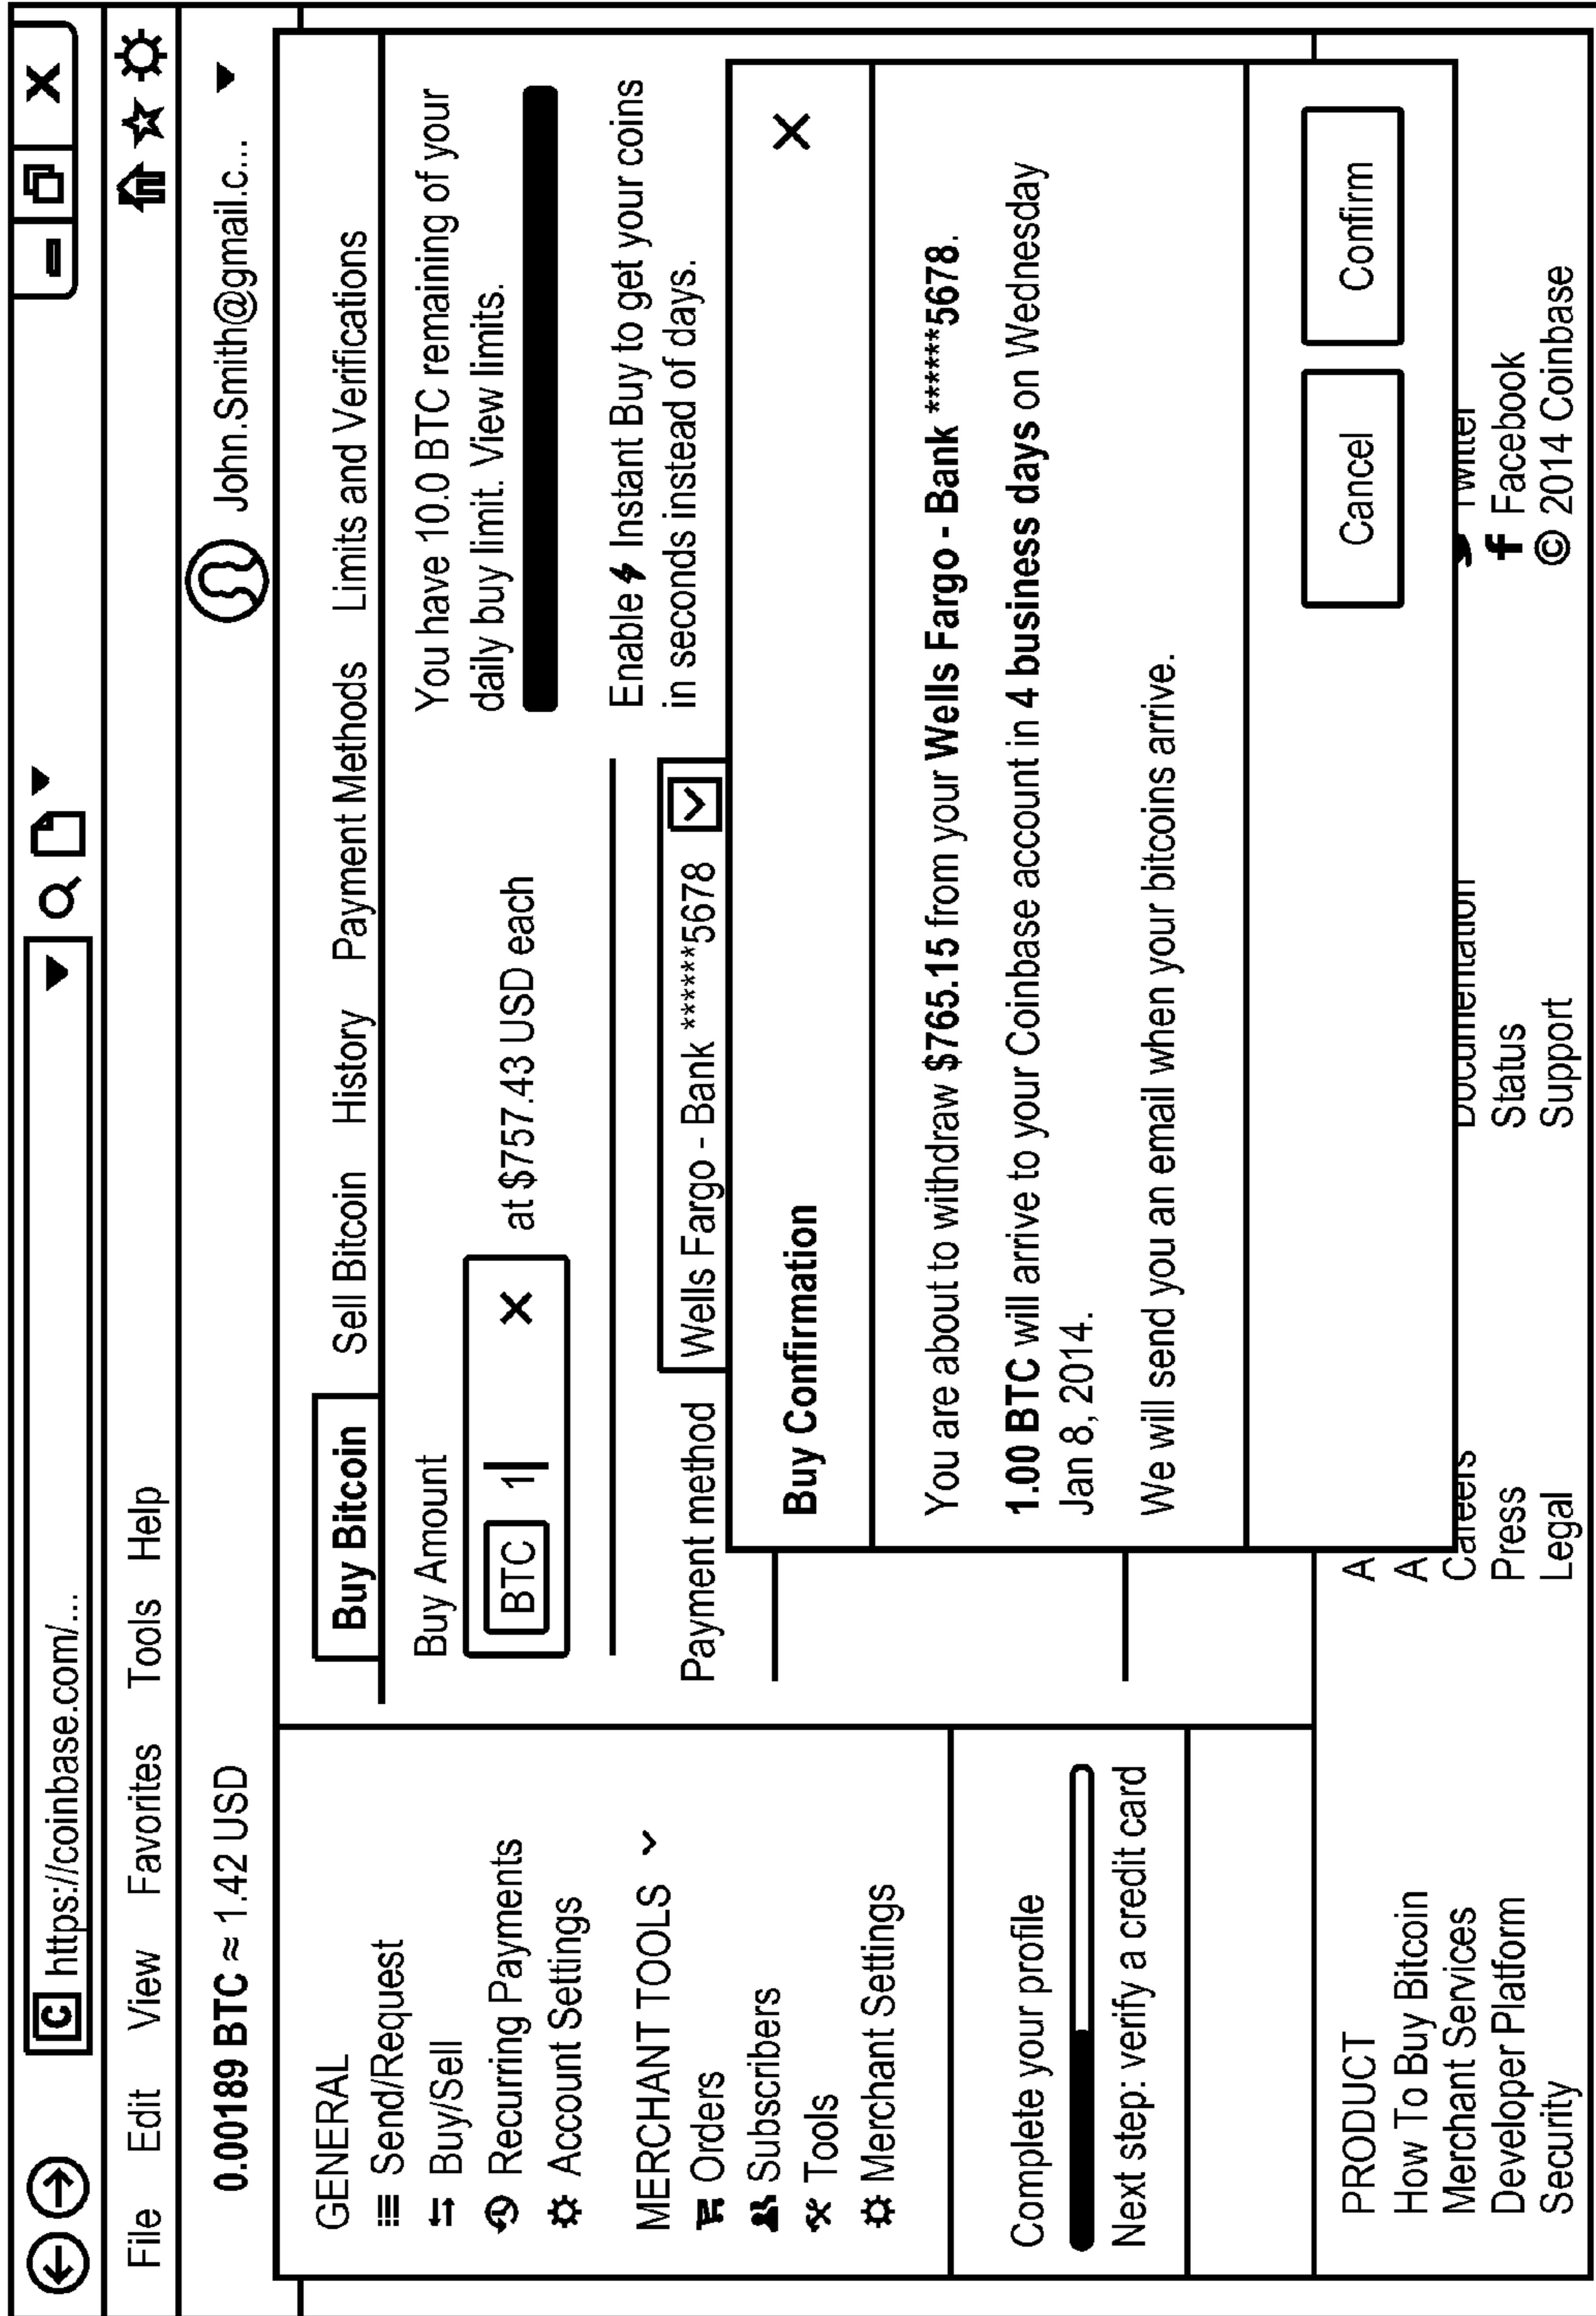 C https://coinbase.com/...
File Edit View Favorites Tools Help
0.00189 BTC ≈ 1.42 USD
John.Smith@gmail.c...
GENERAL
Send/Request
Buy/Sell
Recurring Payments
Account Settings
MERCHANT TOOLS
Orders
Subscribers
Tools
Merchant Settings
Complete your profile
Next step: verify a credit card
Buy Bitcoin Sell Bitcoin History Payment Methods Limits and Verifications
Buy Amount
BTC 1 at $757.43 USD each
You have 10.0 BTC remaining of your
daily buy limit. View limits.
Enable Instant Buy to get your coins
in seconds instead of days.
Payment method Wells Fargo - Bank ******5678
Buy Confirmation
You are about to withdraw $765.15 from your Wells Fargo - Bank ******5678.
1.00 BTC will arrive to your Coinbase account in 4 business days on Wednesday
Jan 8, 2014.
We will send you an email when your bitcoins arrive.
Cancel Confirm
PRODUCT
How To Buy Bitcoin
Merchant Services
Developer Platform
Security
A
A
Careers
Press
Legal
Documentation
Status
Support
Twitter
f Facebook
© 2014 Coinbase